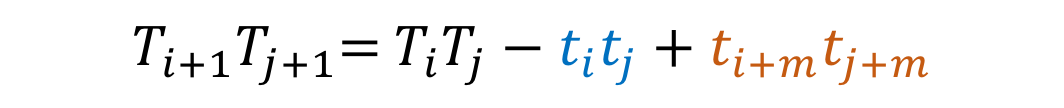 $T_{i+1}T_{j+1} = T_iT_j - t_it_j + t_{i+m}t_{j+m}$